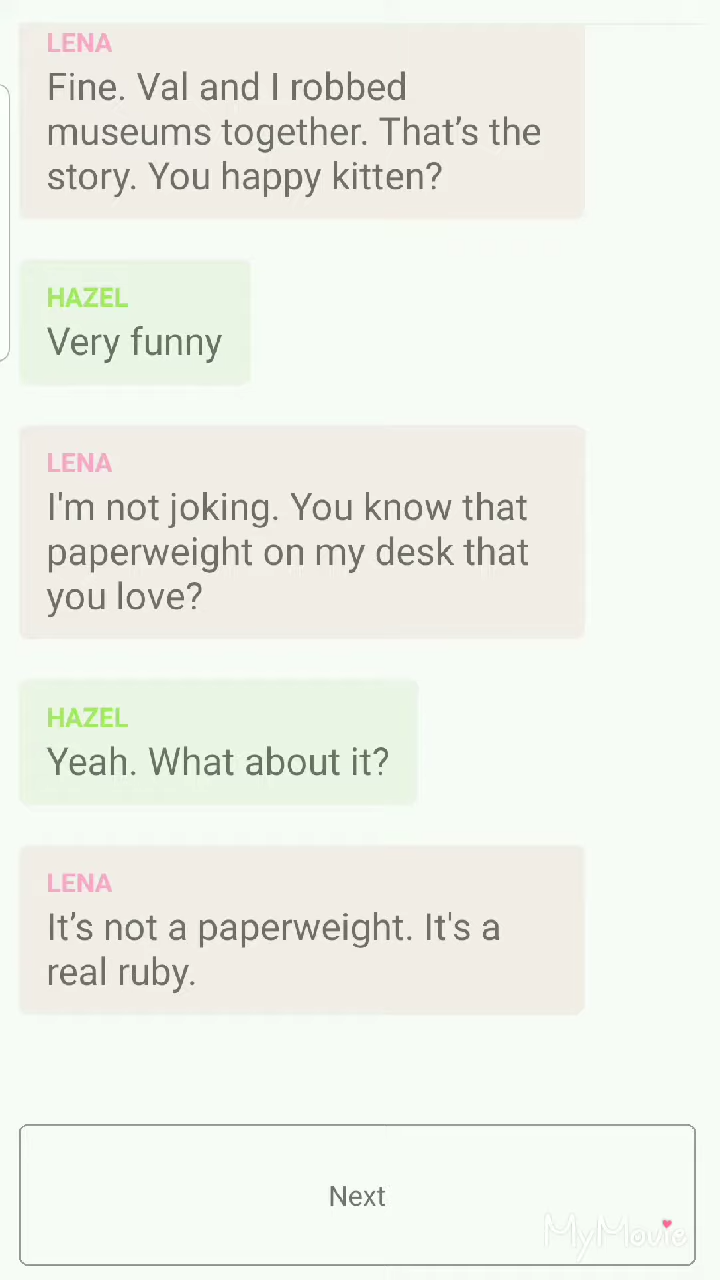 LENA
Fine. Val and I robbed
museums together. That’s the
story. You happy kitten?
HAZEL
Very funny
LENA
I'm not joking. You know that
paperweight on my desk that
you love?
HAZEL
Yeah. What about it?
LENA
It’s not a paperweight. It's a
real ruby.
Next
MyMovie